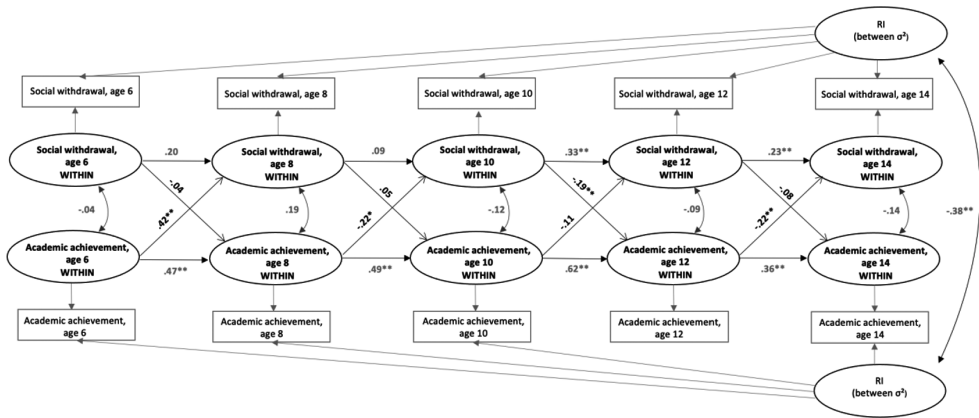 RI
(between σ²)
Social withdrawal, age 6
Social withdrawal, age 8
Social withdrawal, age 10
Social withdrawal, age 12
Social withdrawal, age 14
Social withdrawal,
age 6
WITHIN
.20
Social withdrawal,
age 8
WITHIN
.09
Social withdrawal,
age 10
WITHIN
.33**
Social withdrawal,
age 12
WITHIN
.23**
Social withdrawal,
age 14
WITHIN
-.04
-.04
.42**
.19
.05
-.22*
-.12
-.19**
-.11
-.09
-.08
-.22**
-.14
-.38**
Academic achievement,
age 6
WITHIN
.47**
Academic achievement,
age 8
WITHIN
.49**
Academic achievement,
age 10
WITHIN
.62**
Academic achievement,
age 12
WITHIN
.36**
Academic achievement,
age 14
WITHIN
Academic achievement,
age 6
Academic achievement,
age 8
Academic achievement,
age 10
Academic achievement,
age 12
Academic achievement,
age 14
RI
(between σ²)